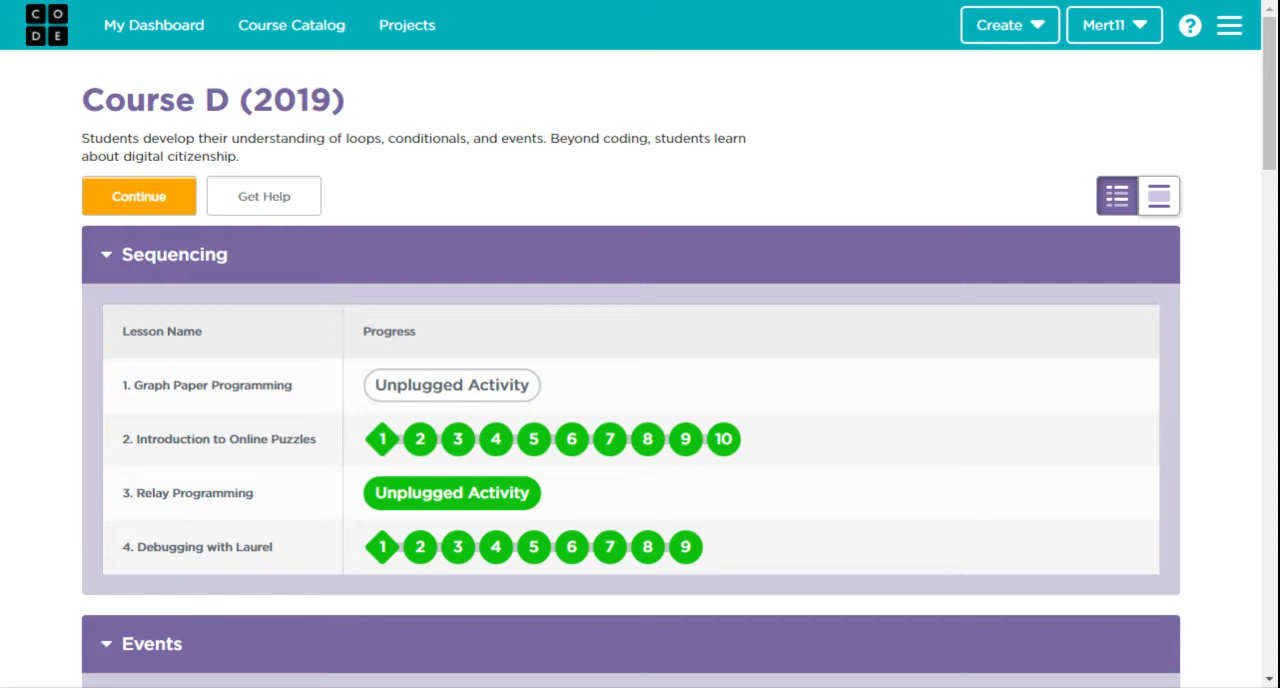 C O
D E
My Dashboard
Course Catalog
Projects
Create
Mert11
?
Course D (2019)
Students develop their understanding of loops, conditionals, and events. Beyond coding, students learn
about digital citizenship.
Continue
Get Help
Sequencing
Lesson Name
Progress
1. Graph Paper Programming
Unplugged Activity
2. Introduction to Online Puzzles
1 2 3 4 5 6 7 8 9 10
3. Relay Programming
Unplugged Activity
4. Debugging with Laurel
1 2 3 4 5 6 7 8 9
Events